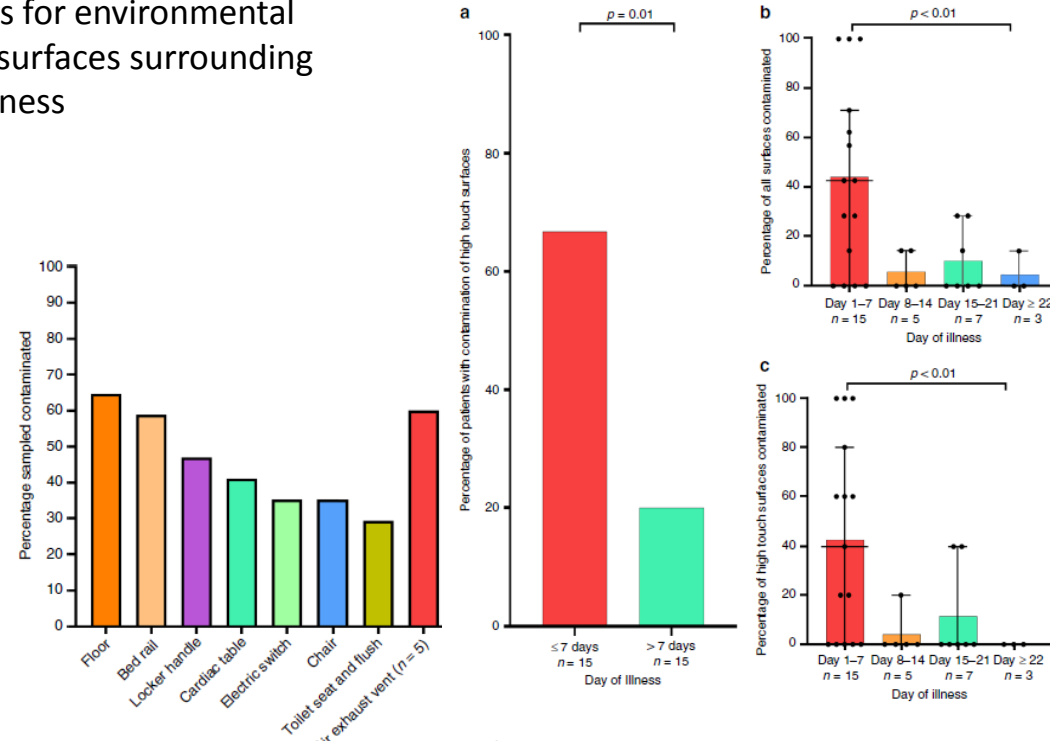 s for environmental
surfaces surrounding
ness
Percentage sampled contaminated
100
90
80
70
60
50
40
30
20
10
0
Floor
Bed rail
Locker handle
Cardiac table
Electric switch
Chair
Toilet seat and flush
ir exhaust vent (n = 5)
a
p = 0.01
Percentage of patients with contamination of high touch surfaces
100
80
60
40
20
0
≤ 7 days
n = 15
> 7 days
n = 15
Day of Illness
b
p < 0.01
Percentage of all surfaces contaminated
100
80
60
40
20
0
Day 1–7 Day 8–14 Day 15–21 Day ≥ 22
n = 15 n = 5 n = 7 n = 3
Day of illness
c
p < 0.01
Percentage of high touch surfaces contaminated
100
80
60
40
20
0
Day 1–7 Day 8–14 Day 15–21 Day ≥ 22
n = 15 n = 5 n = 7 n = 3
Day of illness